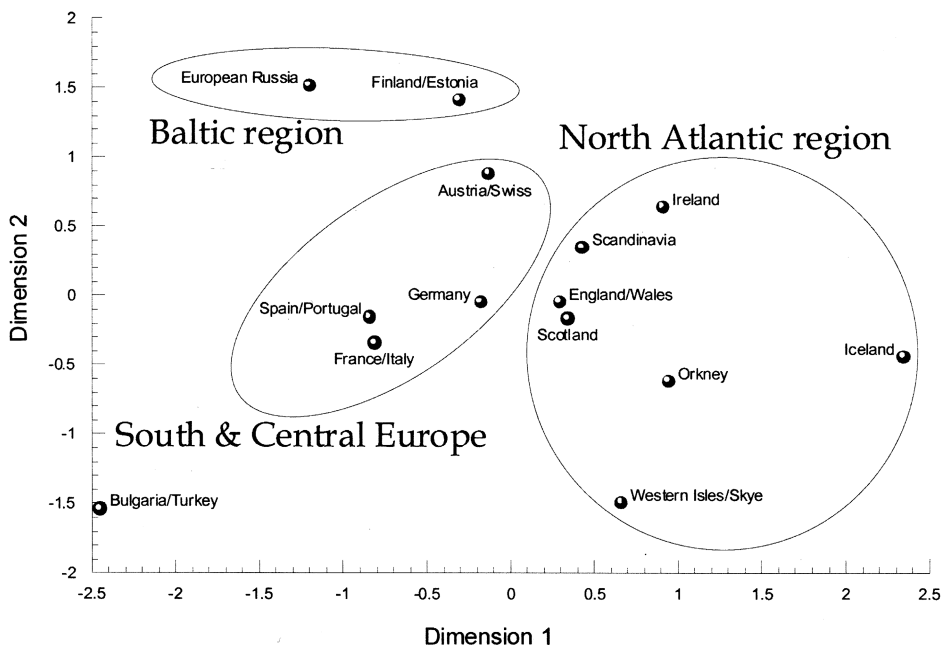 2
European Russia
Finland/Estonia
1.5
Baltic region
North Atlantic region
1
Austria/Swiss
Ireland
0.5
Scandinavia
Dimension 2
0
Germany
England/Wales
Spain/Portugal
Scotland
France/Italy
Iceland
-0.5
Orkney
South & Central Europe
-1
Bulgaria/Turkey
Western Isles/Skye
-1.5
-2
-2.5 -2 -1.5 -1 -0.5 0 0.5 1 1.5 2 2.5
Dimension 1